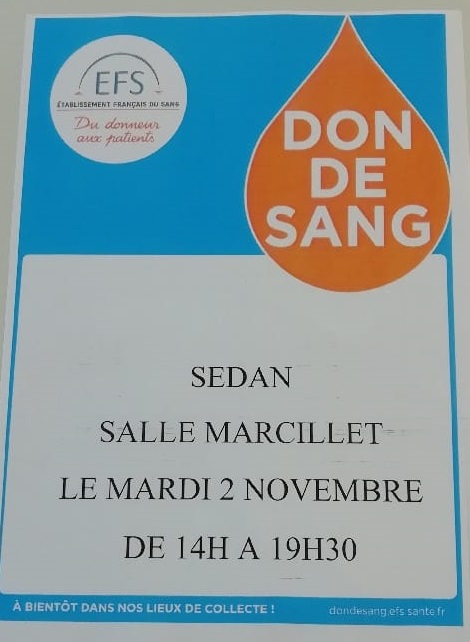 EFS
ÉTABLISSEMENT FRANÇAIS DU SANG
Du donneur
aux patients
DON
DE
SANG
SEDAN
SALLE MARCILLET
LE MARDI 2 NOVEMBRE
DE 14H A 19H30
À BIENTÔT DANS NOS LIEUX DE COLLECTE !
dondesang.efs.sante.fr